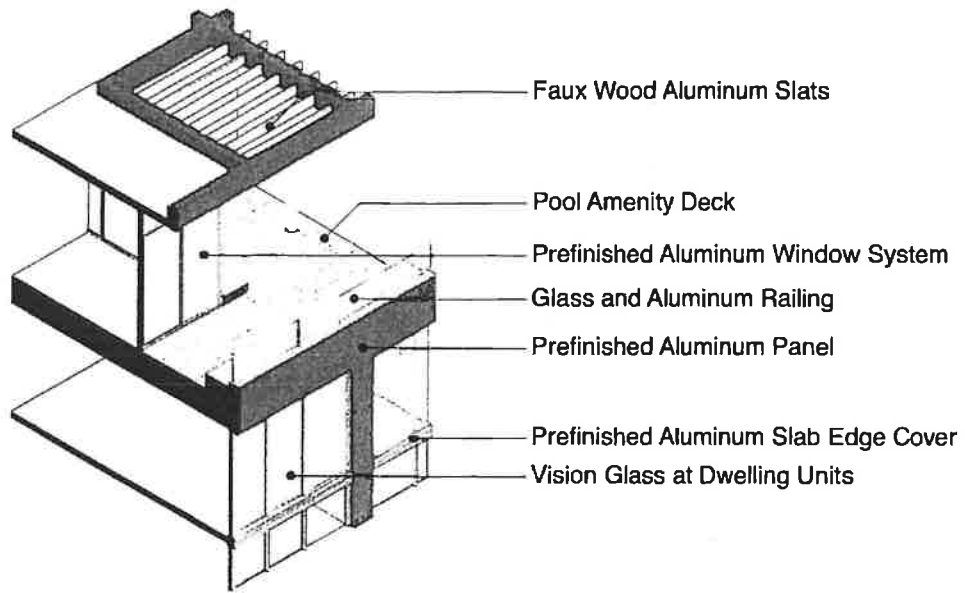 Faux Wood Aluminum Slats
Pool Amenity Deck
Prefinished Aluminum Window System
Glass and Aluminum Railing
Prefinished Aluminum Panel
Prefinished Aluminum Slab Edge Cover
Vision Glass at Dwelling Units